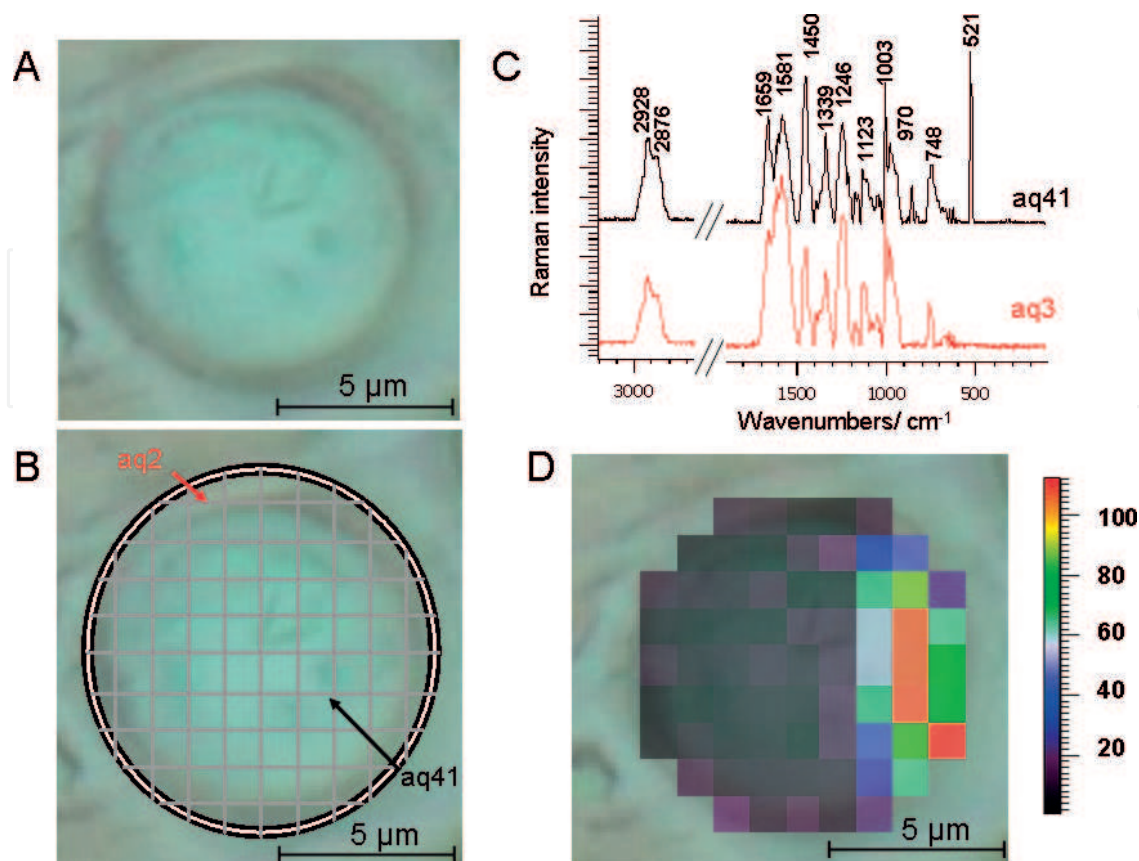 A
5 µm
B
aq2
aq41
5 µm
C
Raman intensity
2928
2876
1659
1581
1450
1339
1246
1123
1003
970
748
521
aq41
aq3
3000
1500
1000
500
Wavenumbers/ cm-1
D
5 µm
100
80
60
40
20